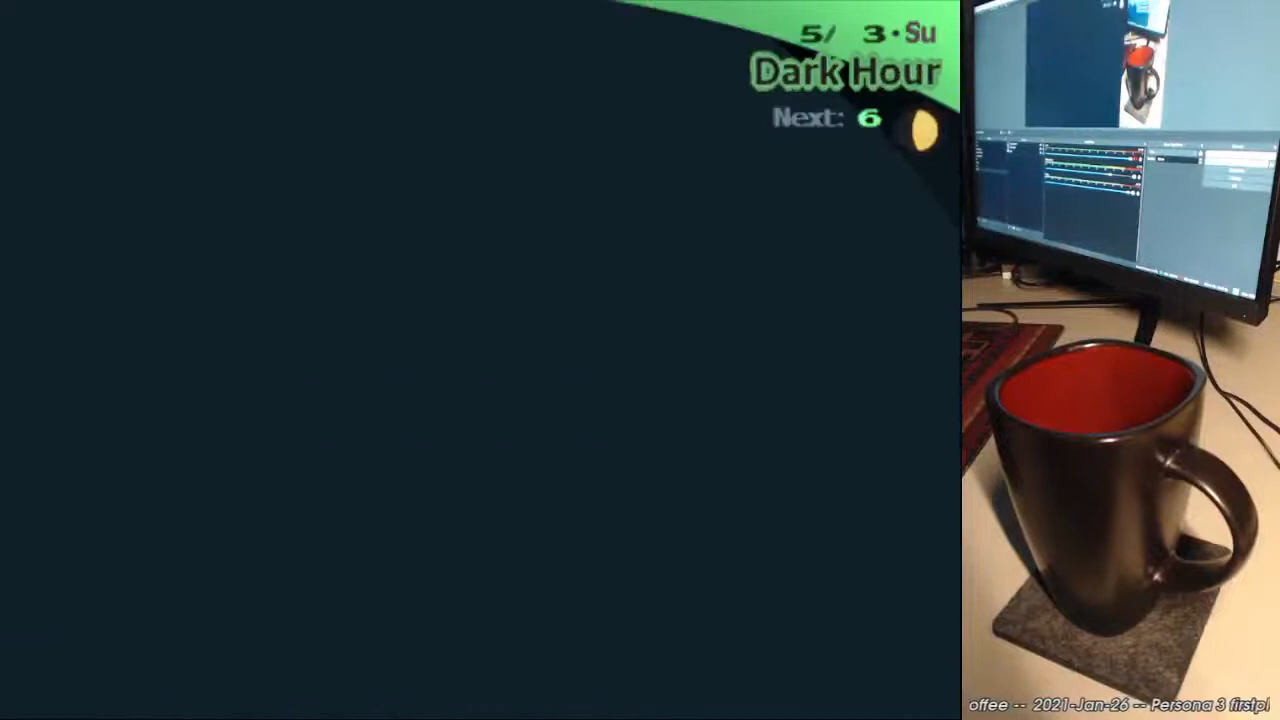 5/ 3・Su
Dark Hour
Next: 6
offee -- 2021-Jan-26 -- Persona 3 firstpl